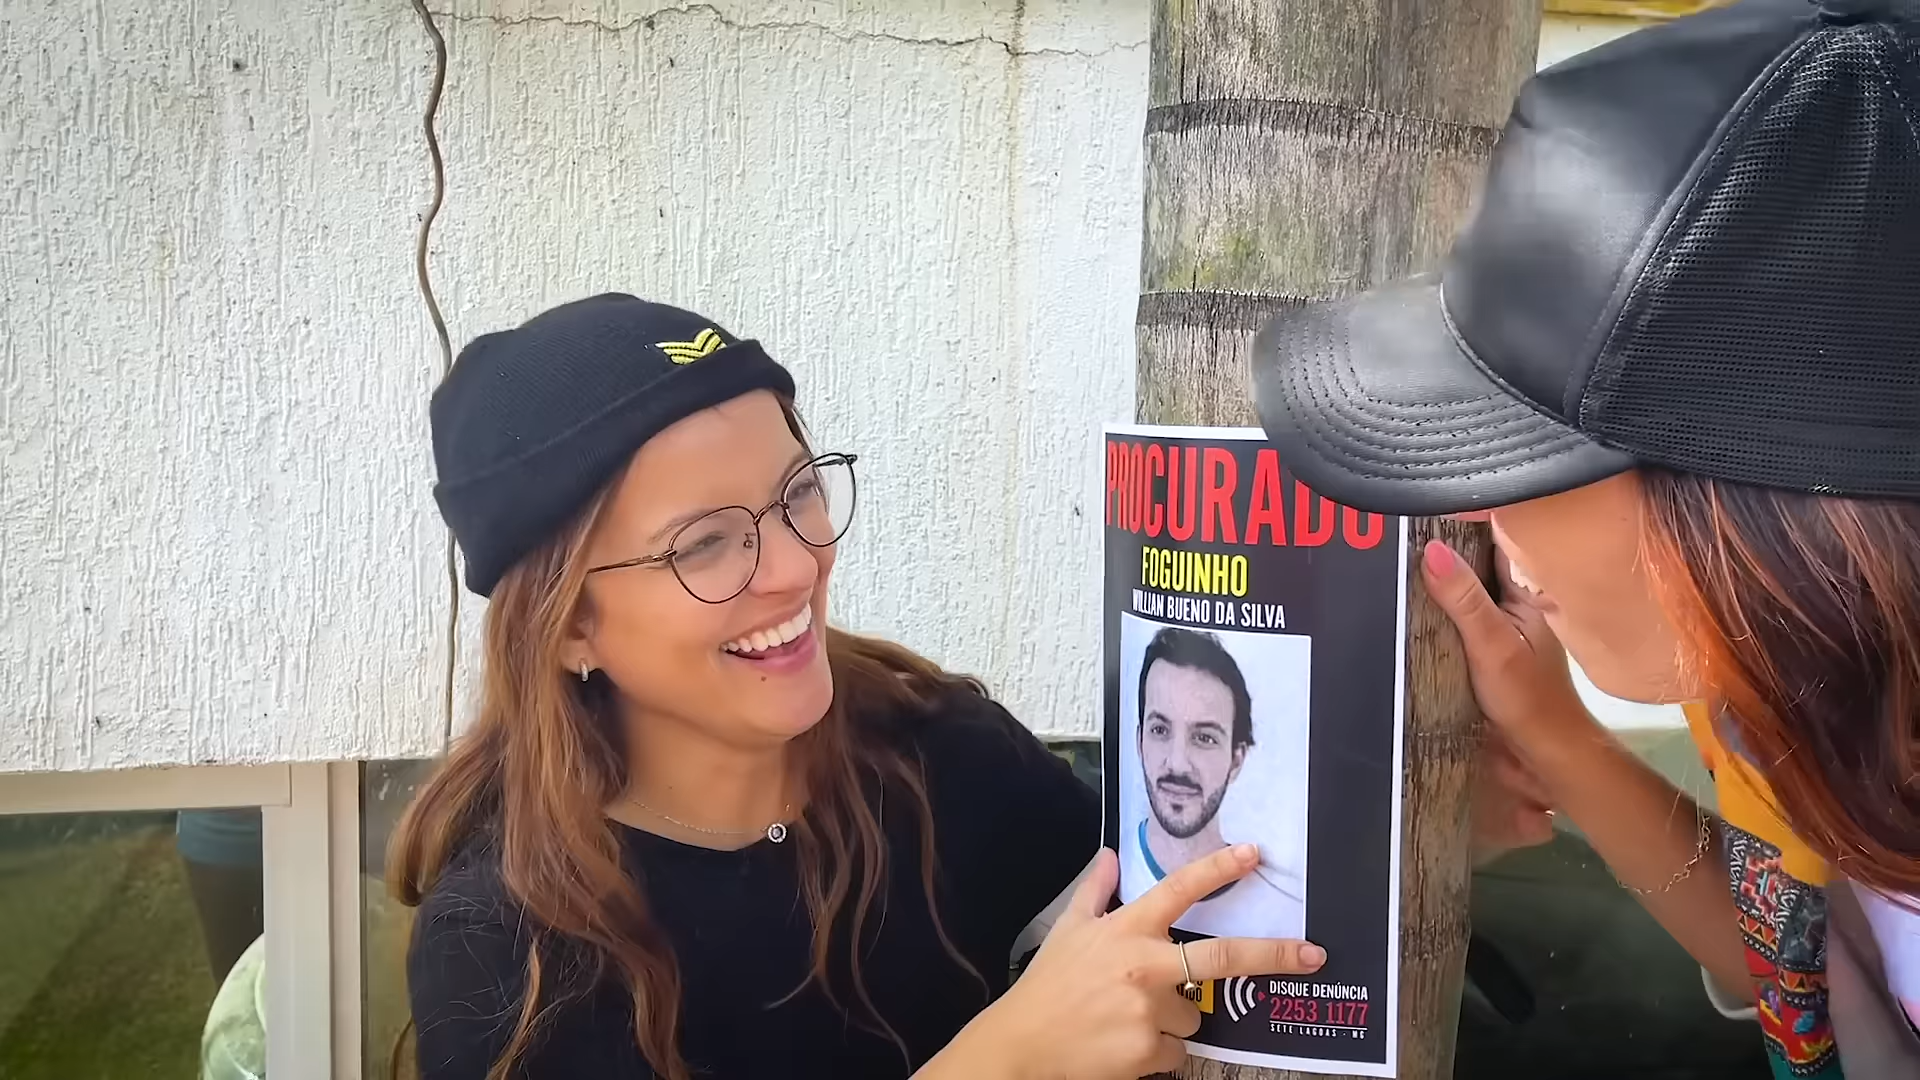 PROCURADO
FOGUINHO
WILLIAN BUENO DA SILVA
DISQUE DENÚNCIA
2253 1177
SETE LAGOAS - MG